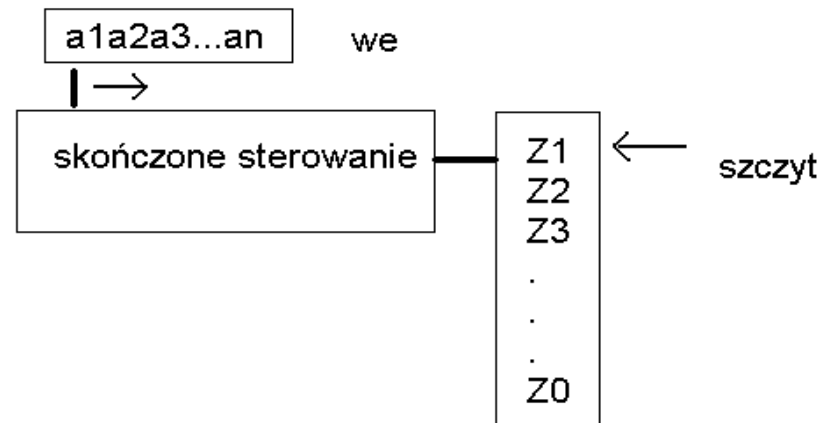 a1a2a3...an
we
skończone sterowanie
Z1
szczyt
Z2
Z3
.
.
.
Z0